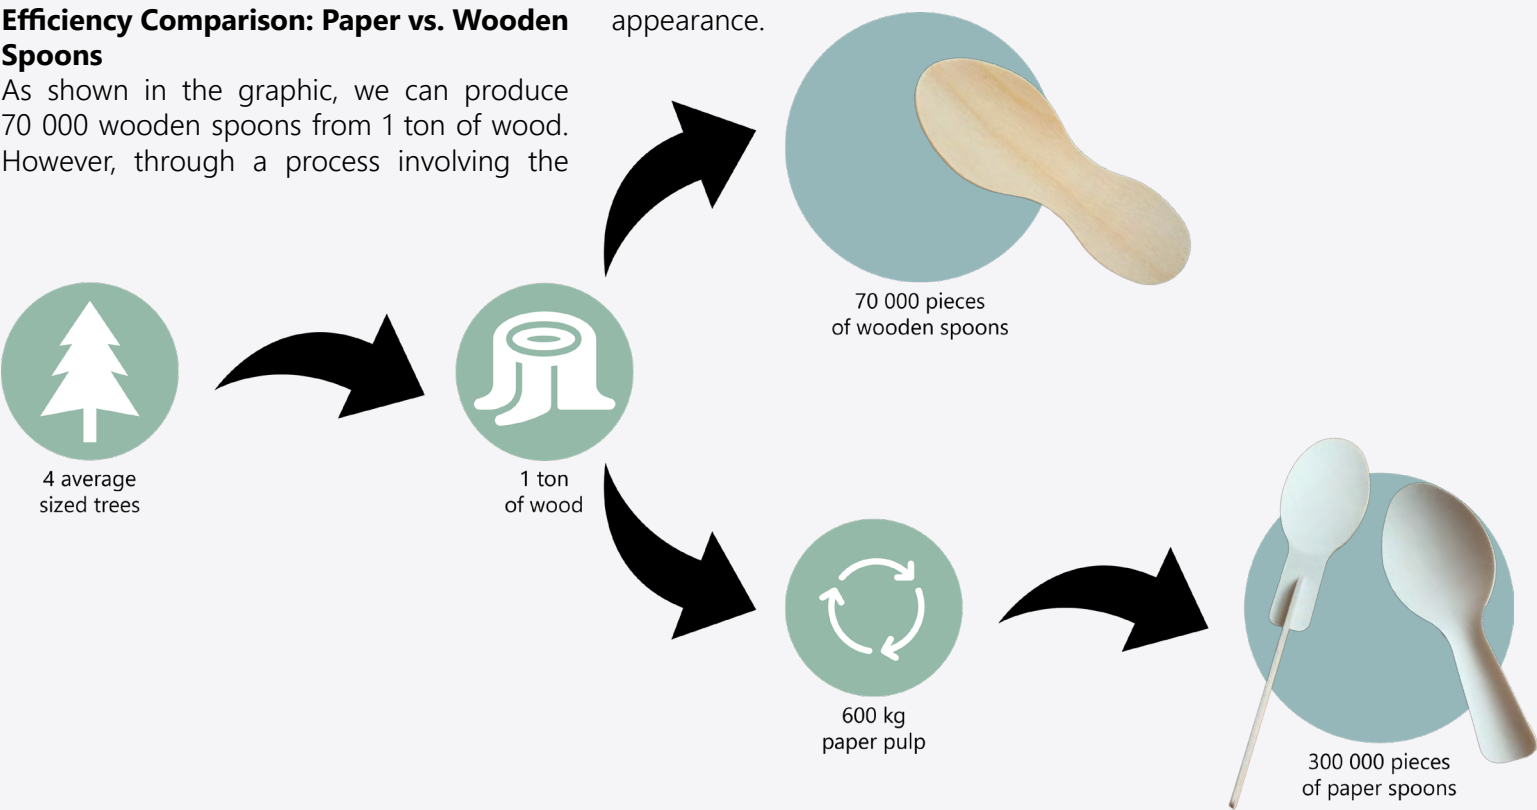 Efficiency Comparison: Paper vs. Wooden
Spoons
As shown in the graphic, we can produce
70 000 wooden spoons from 1 ton of wood.
However, through a process involving the
appearance.
70 000 pieces
of wooden spoons
4 average
sized trees
1 ton
of wood
600 kg
paper pulp
300 000 pieces
of paper spoons